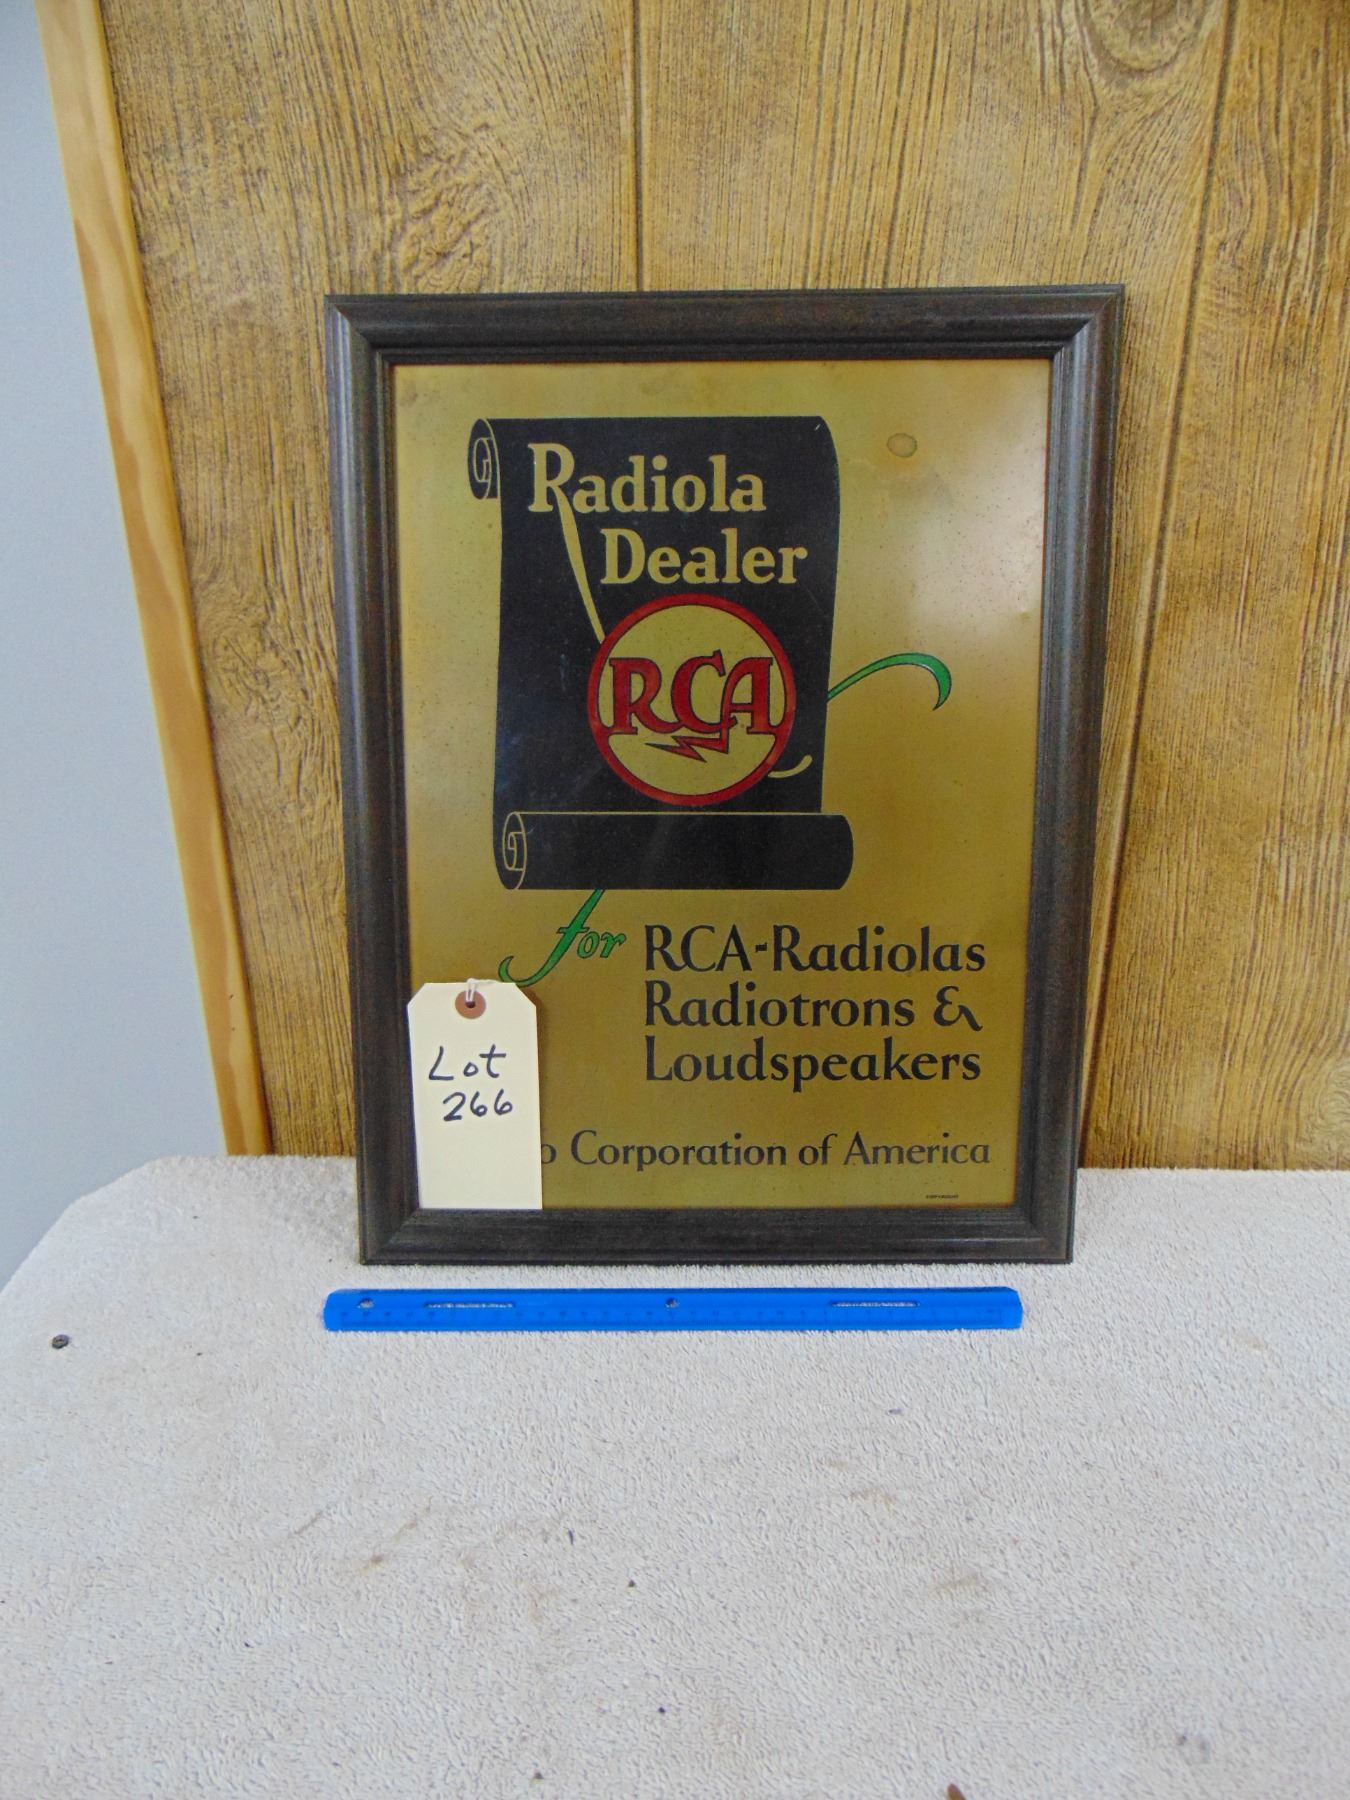 Radiola
Dealer
RCA
for RCA-Radiolas
Radiotrons &
Loudspeakers
Lot
266
o Corporation of America